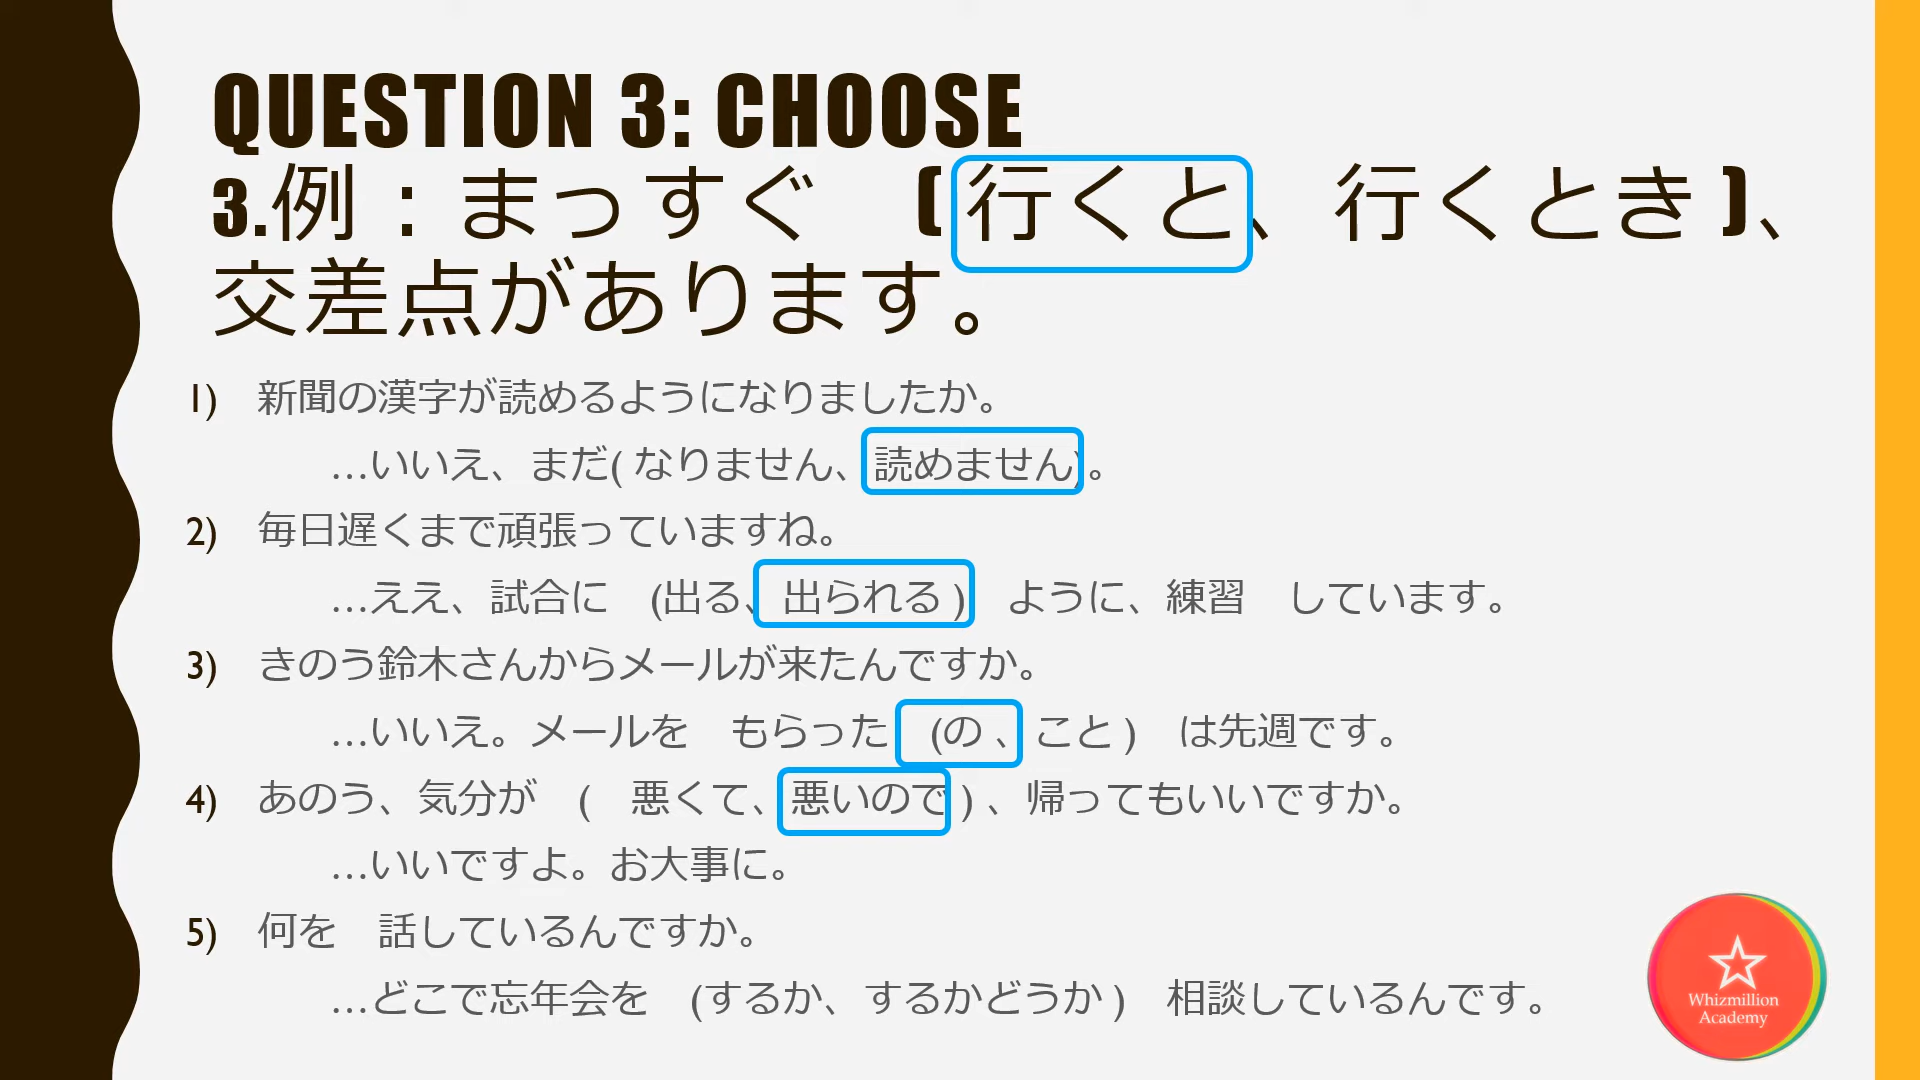 QUESTION 3: CHOOSE
3.例：まっすぐ　(行くと、行くとき)、
交差点があります。
1)　新聞の漢字が読めるようになりましたか。
…いいえ、まだ(なりません、読めません)。
2)　毎日遅くまで頑張っていますね。
…ええ、試合に　(出る、出られる)　ように、練習　しています。
3)　きのう鈴木さんからメールが来たんですか。
…いいえ。メールを　もらった　(の、こと)　は先週です。
4)　あのう、気分が　(　悪くて、悪いので)、帰ってもいいですか。
…いいですよ。お大事に。
5)　何を　話しているんですか。
…どこで忘年会を　(するか、するかどうか)　相談しているんです。
Whizmillion
Academy